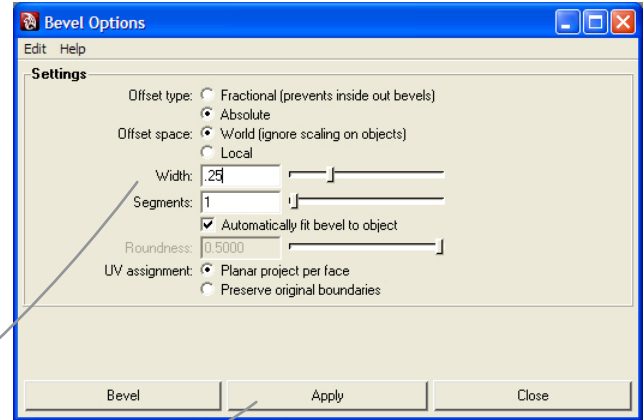 Bevel Options
Edit Help
Settings
Offset type: Fractional (prevents inside out bevels)
Absolute
Offset space: World (ignore scaling on objects)
Local
Width: .25
Segments: 1
Automatically fit bevel to object
Roundness: 0.5000
UV assignment: Planar project per face
Preserve original boundaries
Bevel Apply Close